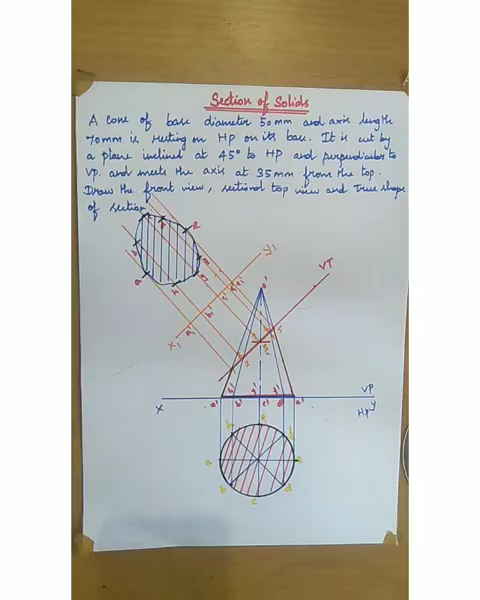 Section of Solids
A cone of base diameter 50mm and axis length
70mm is resting on HP on its base. It is cut by
a plane inclined at 45° to HP and perpendicular to
VP. and meets the axis at 35mm from the top.
Draw the front view, sectional top view and True shape
of section
Y1
VT
X1
o'
VP
X
Y
HP
a'
b'
c'
d'
e'
a
b
c
d
e